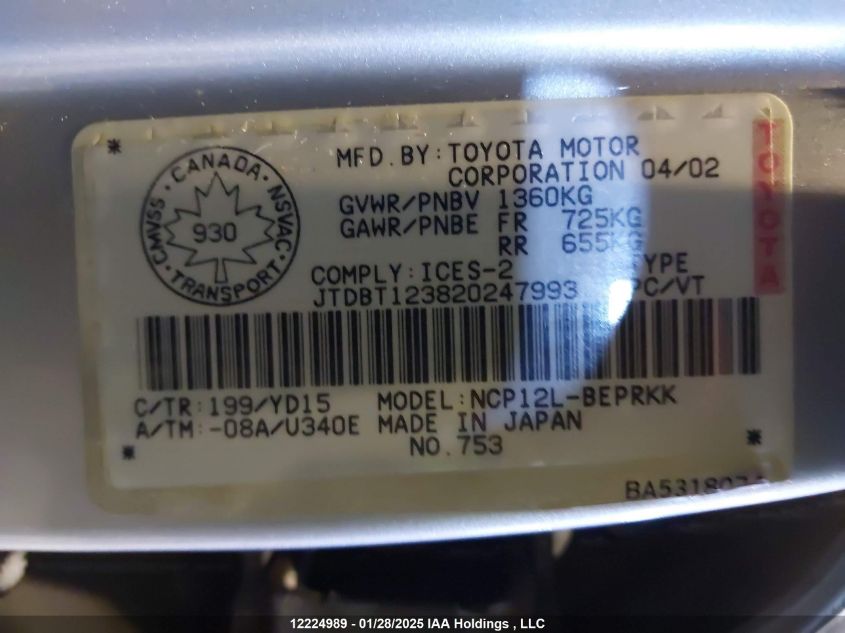 * MFD. BY: TOYOTA MOTOR
CORPORATION 04/02
GVWR/PNBV 1360KG
GAWR/PNBE FR 725KG
RR 655KG
COMPLY: ICES-2 TYPE
JTDBT123820247993 PC/VT
CANADA
CMVSS · NSVAC
930
TRANSPORT
TOYOTA
C/TR: 199/YD15 MODEL: NCP12L-BEPRKK
A/TM: -08A/U340E MADE IN JAPAN
* NO. 753 *
12224989 - 01/28/2025 IAA Holdings , LLC